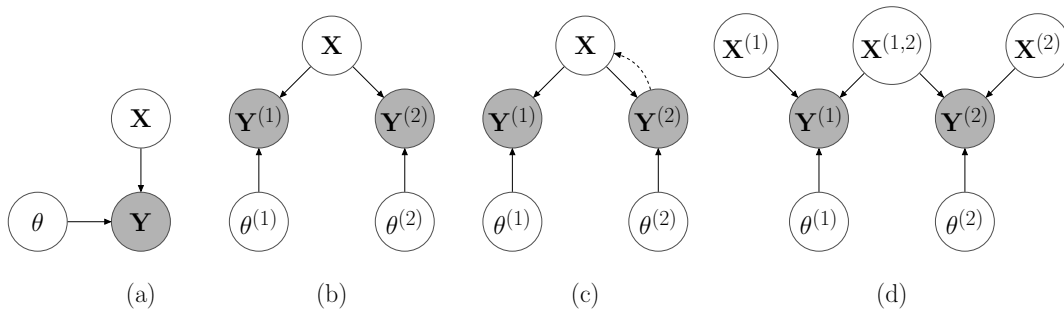 X
X
X^{(1)} X^{(1,2)} X^{(2)}
X
Y^{(1)} Y^{(2)}
Y^{(1)} Y^{(2)}
Y^{(1)} Y^{(2)}
θ Y
θ^{(1)} θ^{(2)}
θ^{(1)} θ^{(2)}
θ^{(1)} θ^{(2)}
(a) (b) (c) (d)